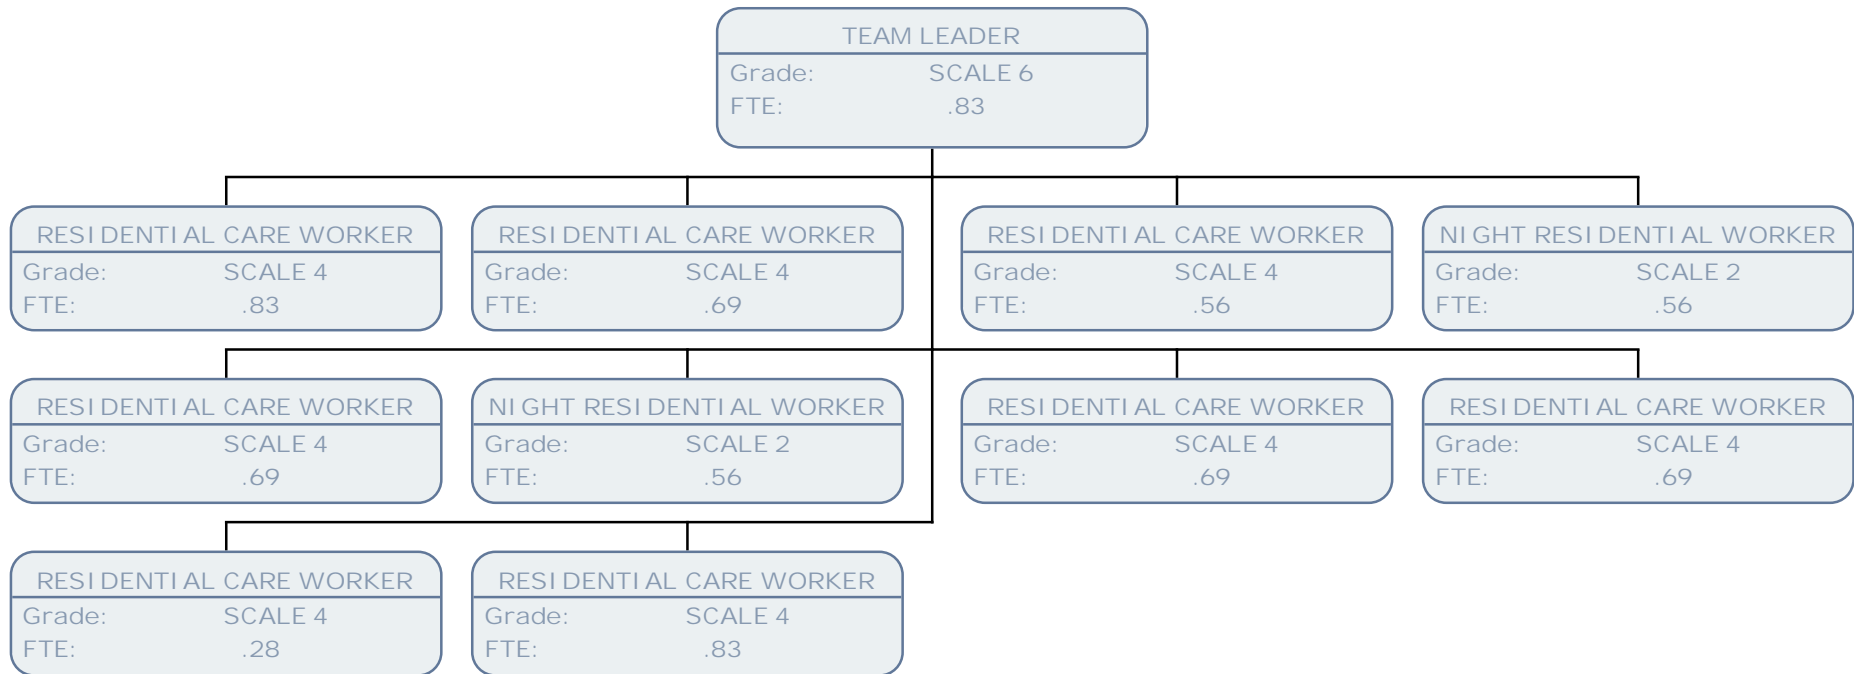 TEAM LEADER
Grade: SCALE 6
FTE: .83
RESIDENTIAL CARE WORKER
Grade: SCALE 4
FTE: .83
RESIDENTIAL CARE WORKER
Grade: SCALE 4
FTE: .69
RESIDENTIAL CARE WORKER
Grade: SCALE 4
FTE: .56
NIGHT RESIDENTIAL WORKER
Grade: SCALE 2
FTE: .56
RESIDENTIAL CARE WORKER
Grade: SCALE 4
FTE: .69
NIGHT RESIDENTIAL WORKER
Grade: SCALE 2
FTE: .56
RESIDENTIAL CARE WORKER
Grade: SCALE 4
FTE: .69
RESIDENTIAL CARE WORKER
Grade: SCALE 4
FTE: .69
RESIDENTIAL CARE WORKER
Grade: SCALE 4
FTE: .28
RESIDENTIAL CARE WORKER
Grade: SCALE 4
FTE: .83